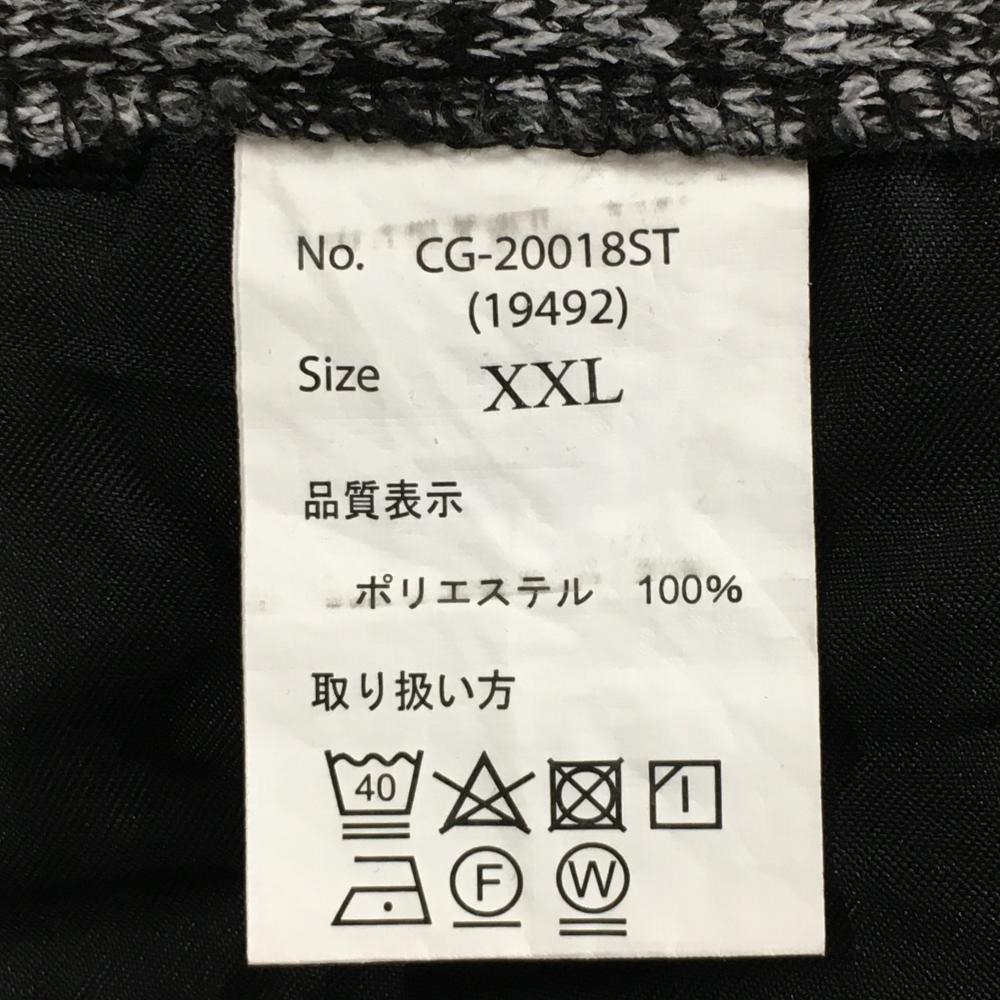 No. CG-20018ST
(19492)
Size XXL
品質表示
ポリエステル 100%
取り扱い方
40
F W